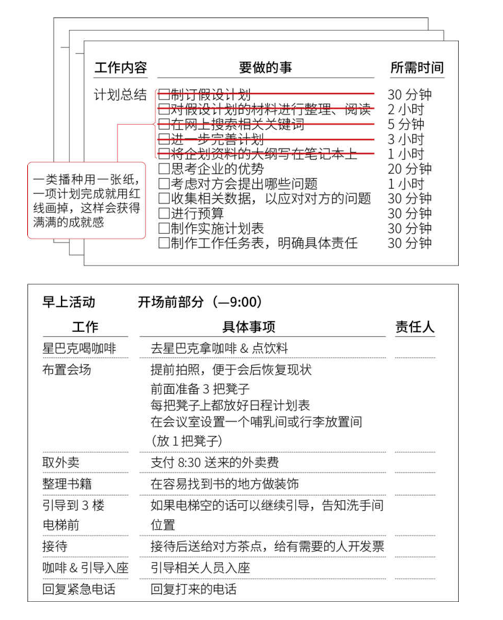 工作内容 要做的事 所需时间
计划总结 □制订假设计划 30 分钟
□对假设计划的材料进行整理、阅读 2 小时
□在网上搜索相关关键词 5 分钟
□进一步完善计划 3 小时
□将企划资料的大纲写在笔记本上 1 小时
□思考企业的优势 20 分钟
□考虑对方会提出哪些问题 1 小时
□收集相关数据，以应对对方的问题 30 分钟
□进行预算 30 分钟
□制作实施计划表 30 分钟
□制作工作任务表，明确具体责任 30 分钟
一类播种用一张纸，
一项计划完成就用红
线画掉，这样会获得
满满的成就感
早上活动 开场前部分（—9:00）
工作 具体事项 责任人
星巴克喝咖啡 去星巴克拿咖啡 & 点饮料
布置会场 提前拍照，便于会后恢复现状
前面准备 3 把凳子
每把凳子上都放好日程计划表
在会议室设置一个哺乳间或行李放置间
（放 1 把凳子）
取外卖 支付 8:30 送来的外卖费
整理书籍 在容易找到书的地方做装饰
引导到 3 楼 如果电梯空的话可以继续引导，告知洗手间
电梯前 位置
接待 接待后送给对方茶点，给有需要的人开发票
咖啡 & 引导入座 引导相关人员入座
回复紧急电话 回复打来的电话